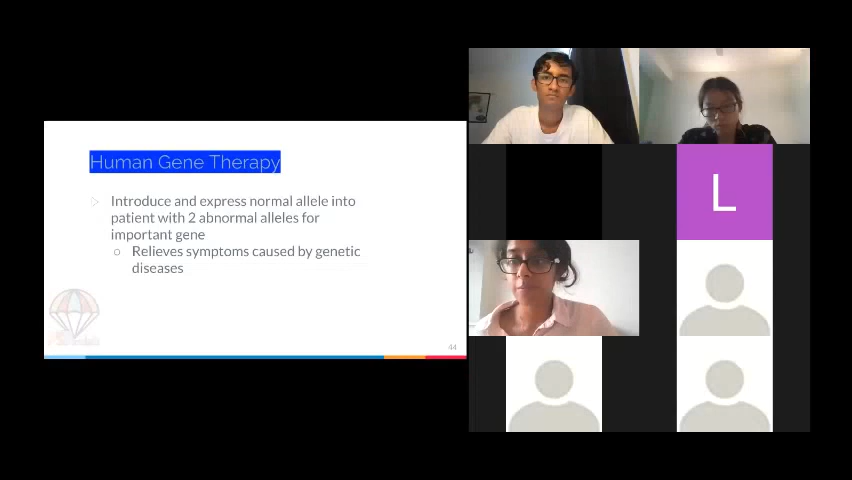 Human Gene Therapy
Introduce and express normal allele into
patient with 2 abnormal alleles for
important gene
Relieves symptoms caused by genetic
diseases
44
L